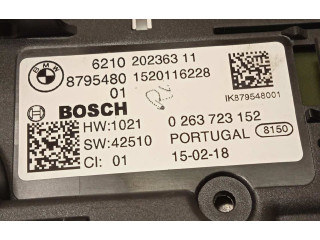 BMW
6210 202363 11
8795480 1520116228
01
IK879548001
BOSCH
HW:1021 0 263 723 152
SW:42510 PORTUGAL 8150
CI: 01 15-02-18